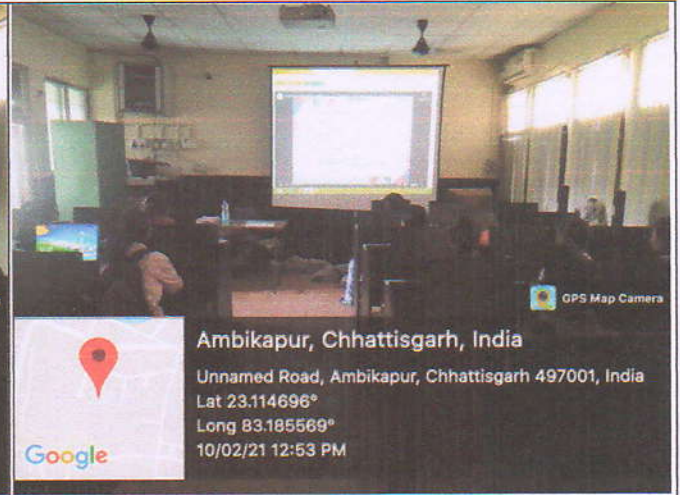 GPS Map Camera
Ambikapur, Chhattisgarh, India
Unnamed Road, Ambikapur, Chhattisgarh 497001, India
Lat 23.114696°
Long 83.185569°
10/02/21 12:53 PM
Google